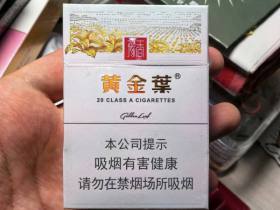 黄金葉®
20 CLASS A CIGARETTES
Golden Leaf
本公司提示
吸烟有害健康
请勿在禁烟场所吸烟